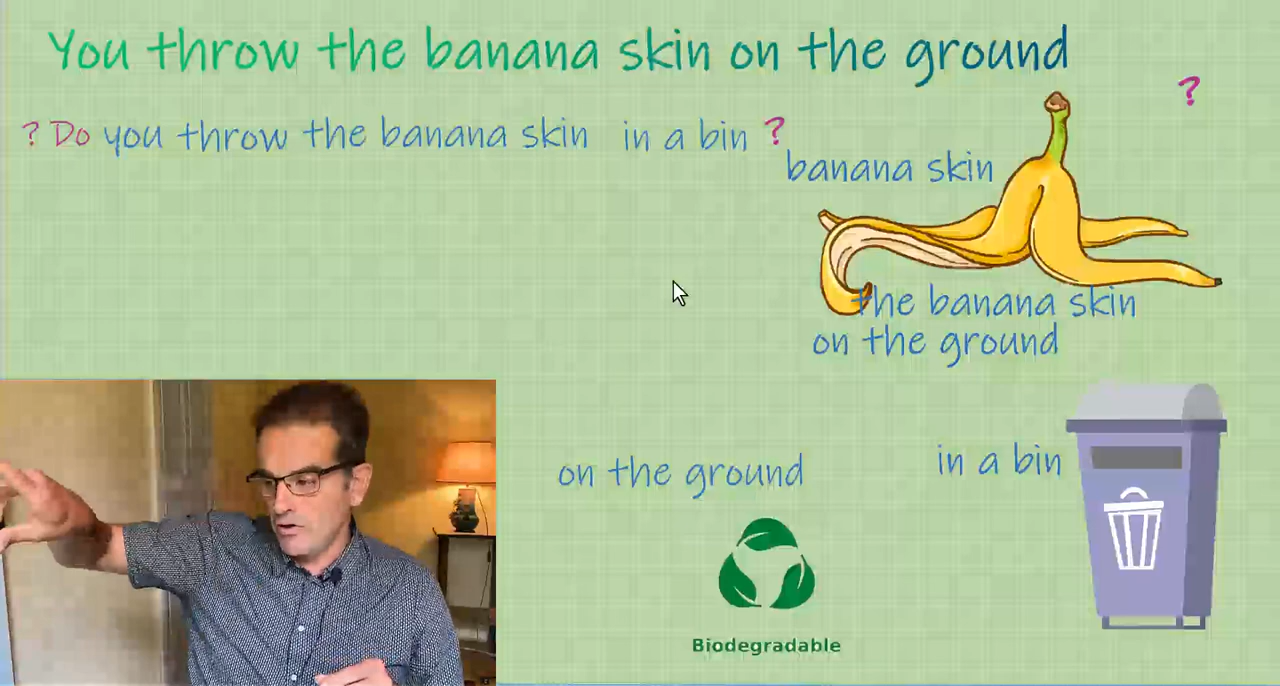 You throw the banana skin on the ground
?
? Do you throw the banana skin in a bin ?
banana skin
the banana skin
on the ground
on the ground
in a bin
Biodegradable